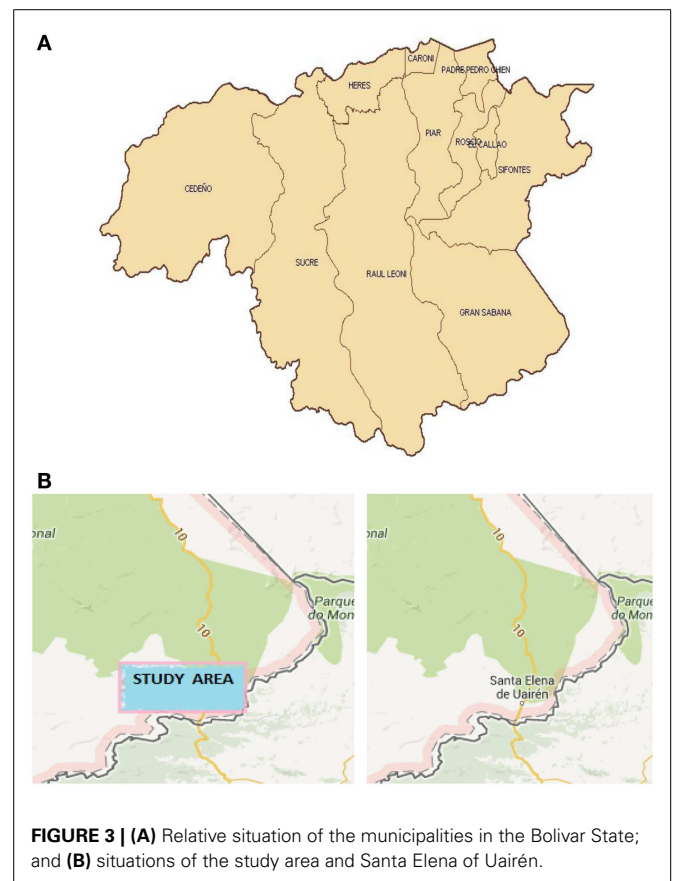 A
CARONI
PADRE PEDRO CHIEN
HERES
PIAR
ROSCIO
EL CALLAO
SIFONTES
CEDEÑO
SUCRE
RAUL LEONI
GRAN SABANA
B
onal
10
10
Parque
do Mon
STUDY AREA
onal
10
10
Parque
do Mon
Santa Elena
de Uairén
FIGURE 3 | (A) Relative situation of the municipalities in the Bolivar State;
and (B) situations of the study area and Santa Elena of Uairén.